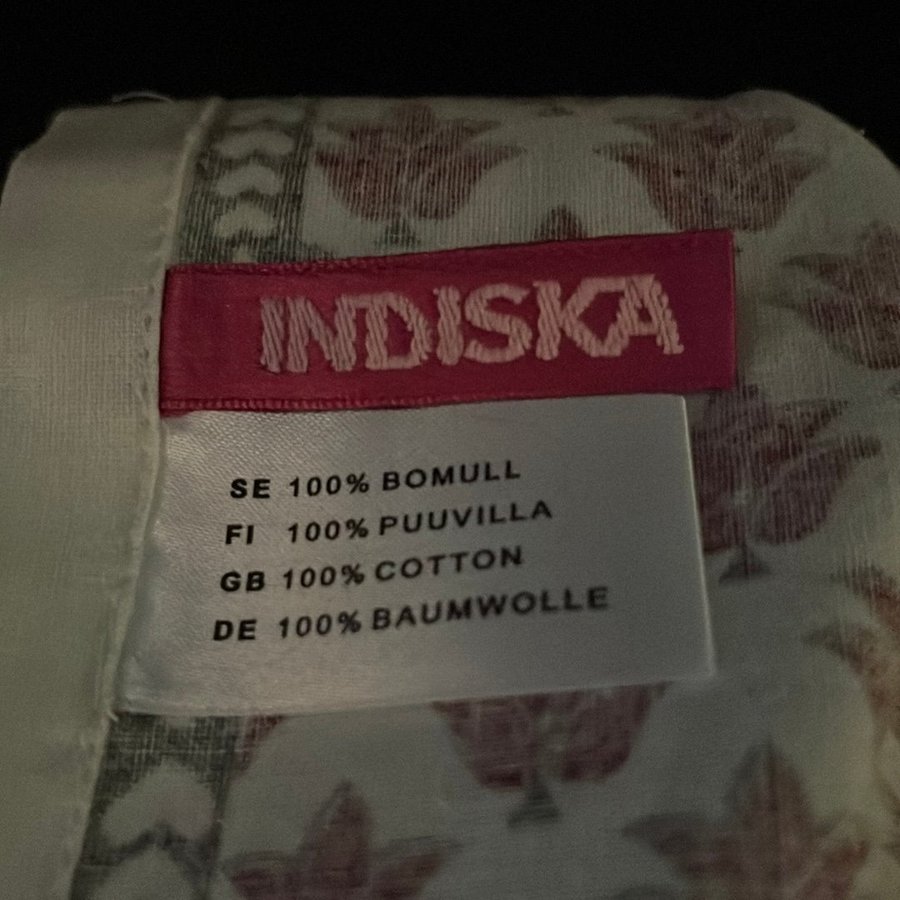 INDISKA
SE 100% BOMULL
FI 100% PUUVILLA
GB 100% COTTON
DE 100% BAUMWOLLE